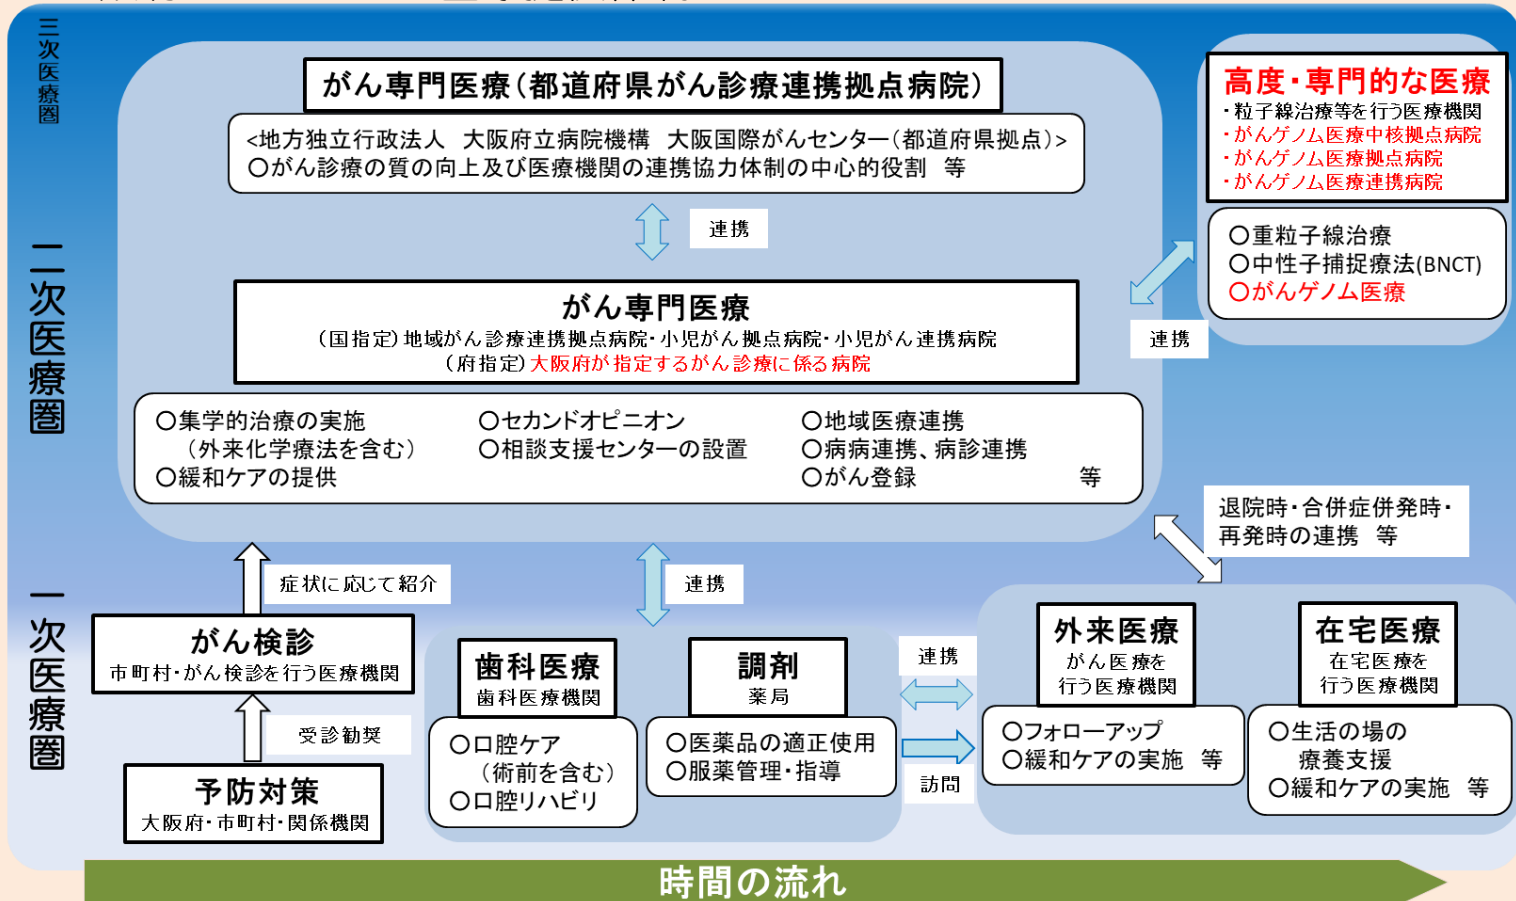 三次医療圏
がん専門医療(都道府県がん診療連携拠点病院)
<地方独立行政法人 大阪府立病院機構 大阪国際がんセンター(都道府県拠点)>
〇がん診療の質の向上及び医療機関の連携協力体制の中心的役割 等
高度・専門的な医療
・粒子線治療等を行う医療機関
・がんゲノム医療中核拠点病院
・がんゲノム医療拠点病院
・がんゲノム医療連携病院
〇重粒子線治療
〇中性子捕捉療法(BNCT)
〇がんゲノム医療
連携
連携
二次医療圏
がん専門医療
(国指定)地域がん診療連携拠点病院・小児がん拠点病院・小児がん連携病院
(府指定)大阪府が指定するがん診療に係る病院
〇集学的治療の実施
(外来化学療法を含む)
〇緩和ケアの提供
〇セカンドオピニオン
〇相談支援センターの設置
〇地域医療連携
〇病病連携、病診連携
〇がん登録 等
退院時・合併症併発時・
再発時の連携 等
症状に応じて紹介
連携
一次医療圏
がん検診
市町村・がん検診を行う医療機関
受診勧奨
予防対策
大阪府・市町村・関係機関
歯科医療
歯科医療機関
〇口腔ケア
(術前を含む)
〇口腔リハビリ
調剤
薬局
〇医薬品の適正使用
〇服薬管理・指導
連携
訪問
外来医療
がん医療を
行う医療機関
〇フォローアップ
〇緩和ケアの実施 等
在宅医療
在宅医療を
行う医療機関
〇生活の場の
療養支援
〇緩和ケアの実施 等
時間の流れ